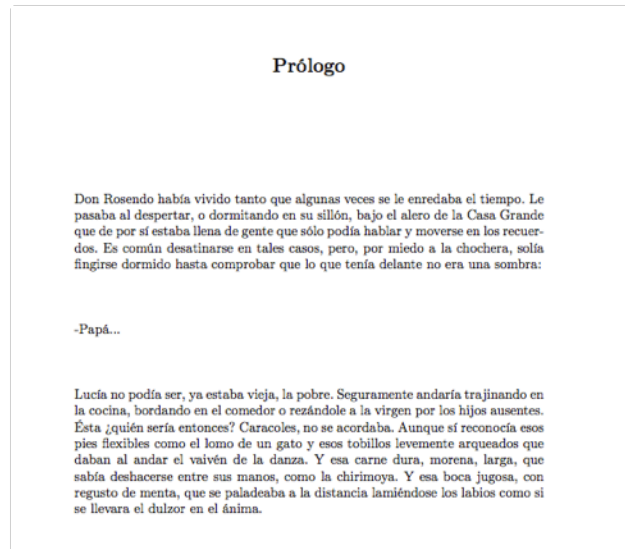 Prólogo
Don Rosendo había vivido tanto que algunas veces se le enredaba el tiempo. Le
pasaba al despertar, o dormitando en su sillón, bajo el alero de la Casa Grande
que de por sí estaba llena de gente que sólo podía hablar y moverse en los recuer-
dos. Es común desatinarse en tales casos, pero, por miedo a la chochera, solía
fingirse dormido hasta comprobar que lo que tenía delante no era una sombra:
-Papá...
Lucía no podía ser, ya estaba vieja, la pobre. Seguramente andaría trajinando en
la cocina, bordando en el comedor o rezándole a la virgen por los hijos ausentes.
Ésta ¿quién sería entonces? Caracoles, no se acordaba. Aunque sí reconocía esos
pies flexibles como el lomo de un gato y esos tobillos levemente arqueados que
daban al andar el vaivén de la danza. Y esa carne dura, morena, larga, que
sabía deshacerse entre sus manos, como la chirimoya. Y esa boca jugosa, con
regusto de menta, que se paladeaba a la distancia lamiéndose los labios como si
se llevara el dulzor en el ánima.